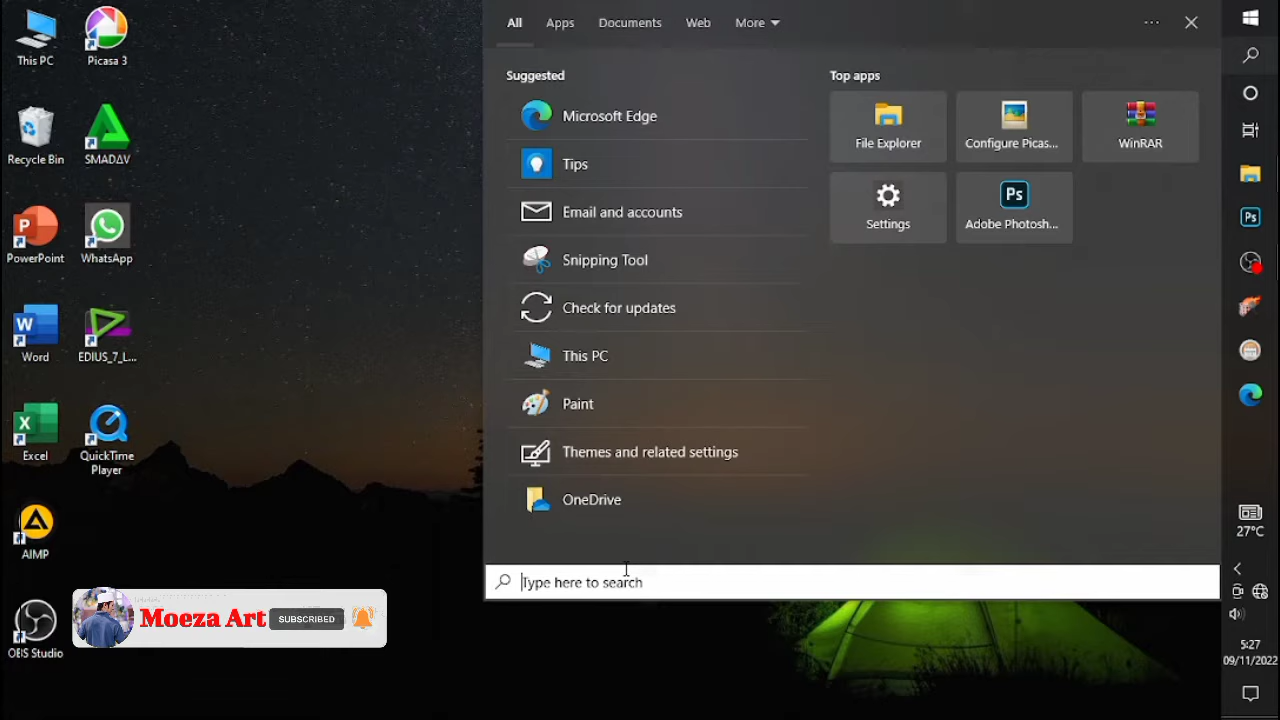 This PC
Picasa 3
Recycle Bin
SMADΔV
PowerPoint
WhatsApp
Word
EDIUS_7_L...
Excel
QuickTime
Player
AIMP
OBS Studio
Moeza Art
SUBSCRIBED
All
Apps
Documents
Web
More
Suggested
Microsoft Edge
Tips
Email and accounts
Snipping Tool
Check for updates
This PC
Paint
Themes and related settings
OneDrive
Top apps
File Explorer
Configure Picas...
WinRAR
Settings
Ps
Adobe Photosh...
Type here to search
Ps
27°C
5:27
09/11/2022